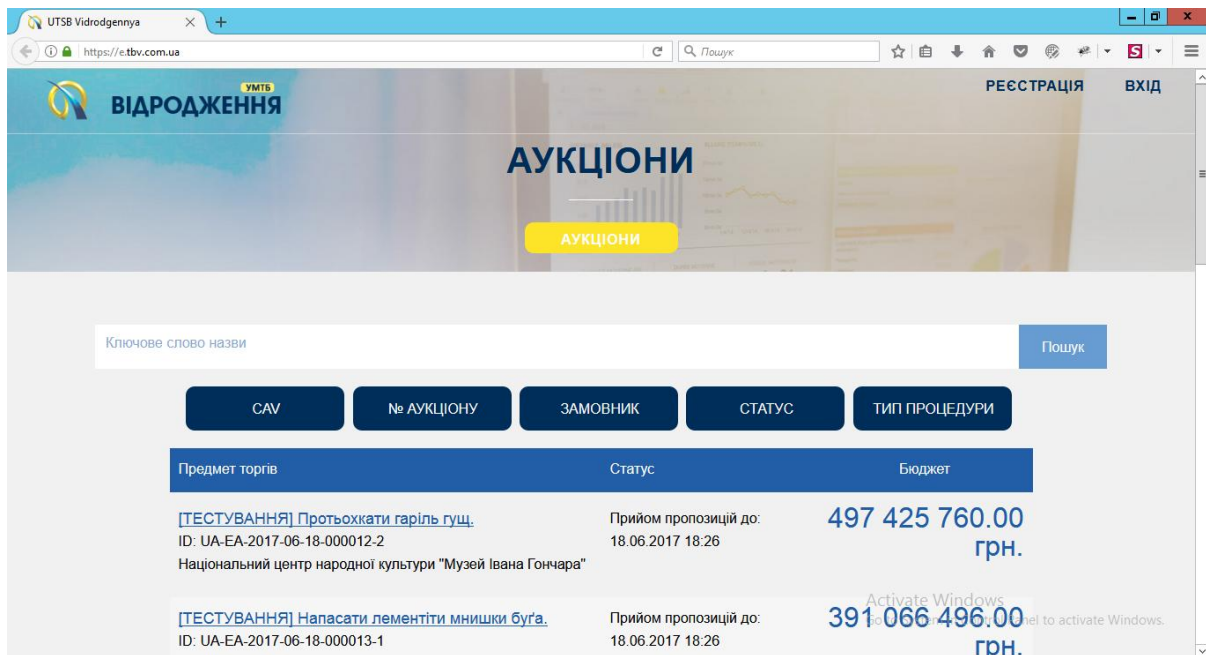 UTSB Vidrodgennya
https://e.tbv.com.ua
Пошук
УМТБ
ВІДРОДЖЕННЯ
РЕЄСТРАЦІЯ ВХІД
АУКЦІОНИ
АУКЦІОНИ
Ключове слово назви
Пошук
CAV № АУКЦІОНУ ЗАМОВНИК СТАТУС ТИП ПРОЦЕДУРИ
Предмет торгів Статус Бюджет
[ТЕСТУВАННЯ] Протьохкати гаріль гущ. Прийом пропозицій до: 497 425 760.00
ID: UA-EA-2017-06-18-000012-2 18.06.2017 18:26 грн.
Національний центр народної культури "Музей Івана Гончара"
Activate Windows
[ТЕСТУВАННЯ] Напасати лементіти мнишки буґа. Прийом пропозицій до: 391 066 496.00
ID: UA-EA-2017-06-18-000013-1 18.06.2017 18:26 грн.
to activate Windows.